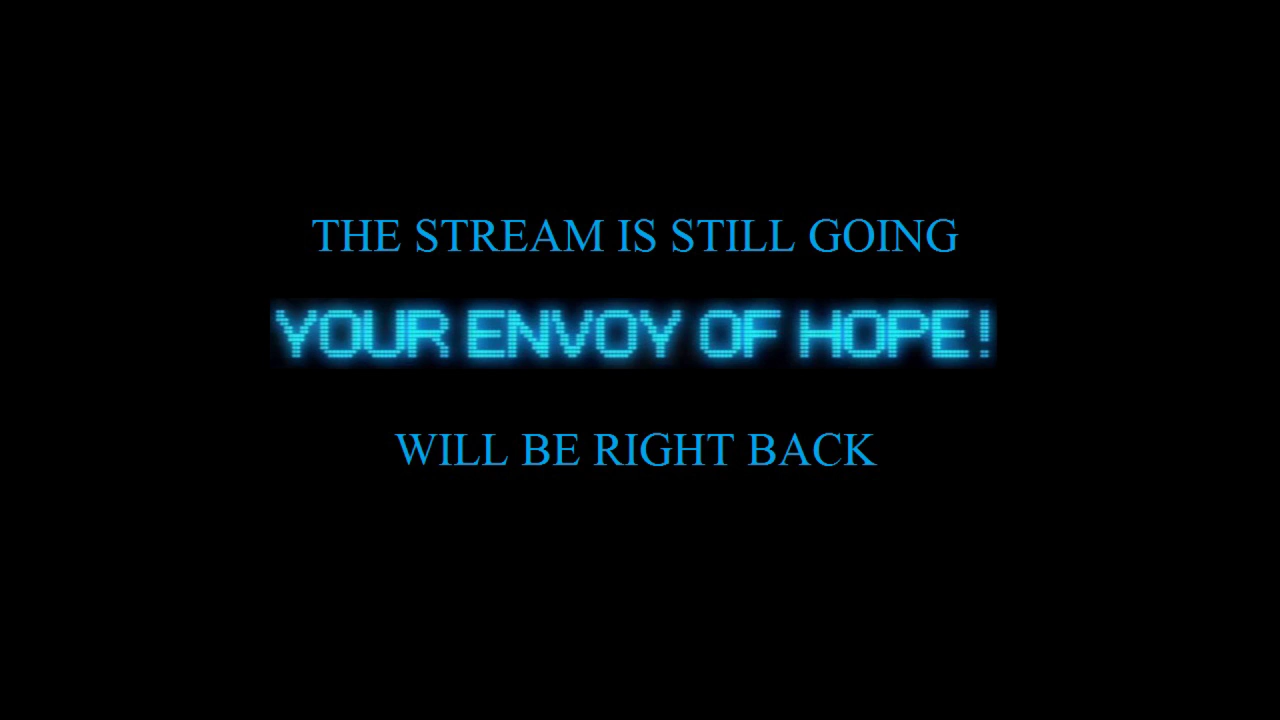 THE STREAM IS STILL GOING
YOUR ENVOY OF HOPE!
WILL BE RIGHT BACK